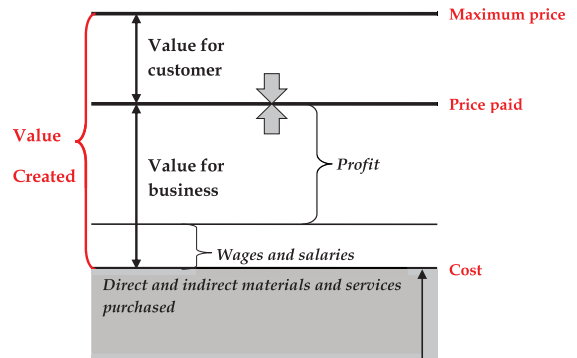 Maximum price
Value for
customer
Price paid
Value
Created
Value for
business
Profit
Wages and salaries
Cost
Direct and indirect materials and services
purchased